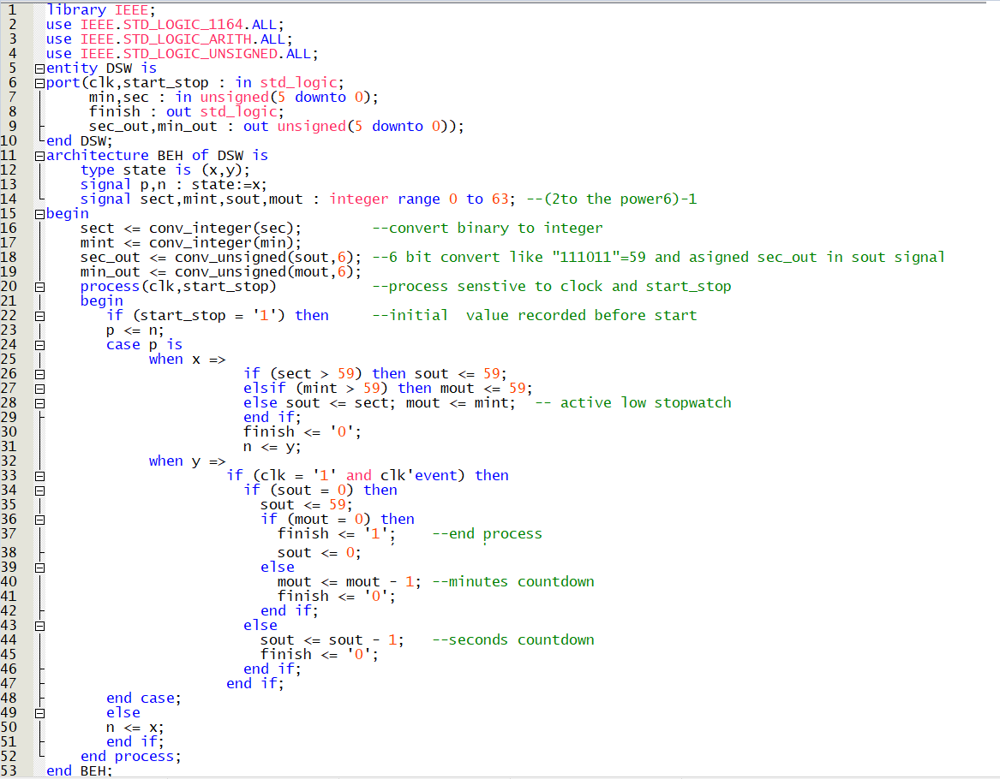 1 library IEEE;
2 use IEEE.STD_LOGIC_1164.ALL;
3 use IEEE.STD_LOGIC_ARITH.ALL;
4 use IEEE.STD_LOGIC_UNSIGNED.ALL;
5 entity DSW is
6 port(clk,start_stop : in std_logic;
7 min,sec : in unsigned(5 downto 0);
8 finish : out std_logic;
9 sec_out,min_out : out unsigned(5 downto 0));
10 end DSW;
11 architecture BEH of DSW is
12 type state is (x,y);
13 signal p,n : state:=x;
14 signal sect,mint,sout,mout : integer range 0 to 63; --(2to the power6)-1
15 begin
16 sect <= conv_integer(sec); --convert binary to integer
17 mint <= conv_integer(min);
18 sec_out <= conv_unsigned(sout,6); --6 bit convert like "111011"=59 and asigned sec_out in sout signal
19 min_out <= conv_unsigned(mout,6);
20 process(clk,start_stop) --process senstive to clock and start_stop
21 begin
22 if (start_stop = '1') then --initial  value recorded before start
23 p <= n;
24 case p is
25 when x =>
26 if (sect > 59) then sout <= 59;
27 elsif (mint > 59) then mout <= 59;
28 else sout <= sect; mout <= mint; -- active low stopwatch
29 end if;
30 finish <= '0';
31 n <= y;
32 when y =>
33 if (clk = '1' and clk'event) then
34 if (sout = 0) then
35 sout <= 59;
36 if (mout = 0) then
37 finish <= '1'; --end process
38 sout <= 0;
39 else
40 mout <= mout - 1; --minutes countdown
41 finish <= '0';
42 end if;
43 else
44 sout <= sout - 1; --seconds countdown
45 finish <= '0';
46 end if;
47 end if;
48 end case;
49 else
50 n <= x;
51 end if;
52 end process;
53 end BEH;